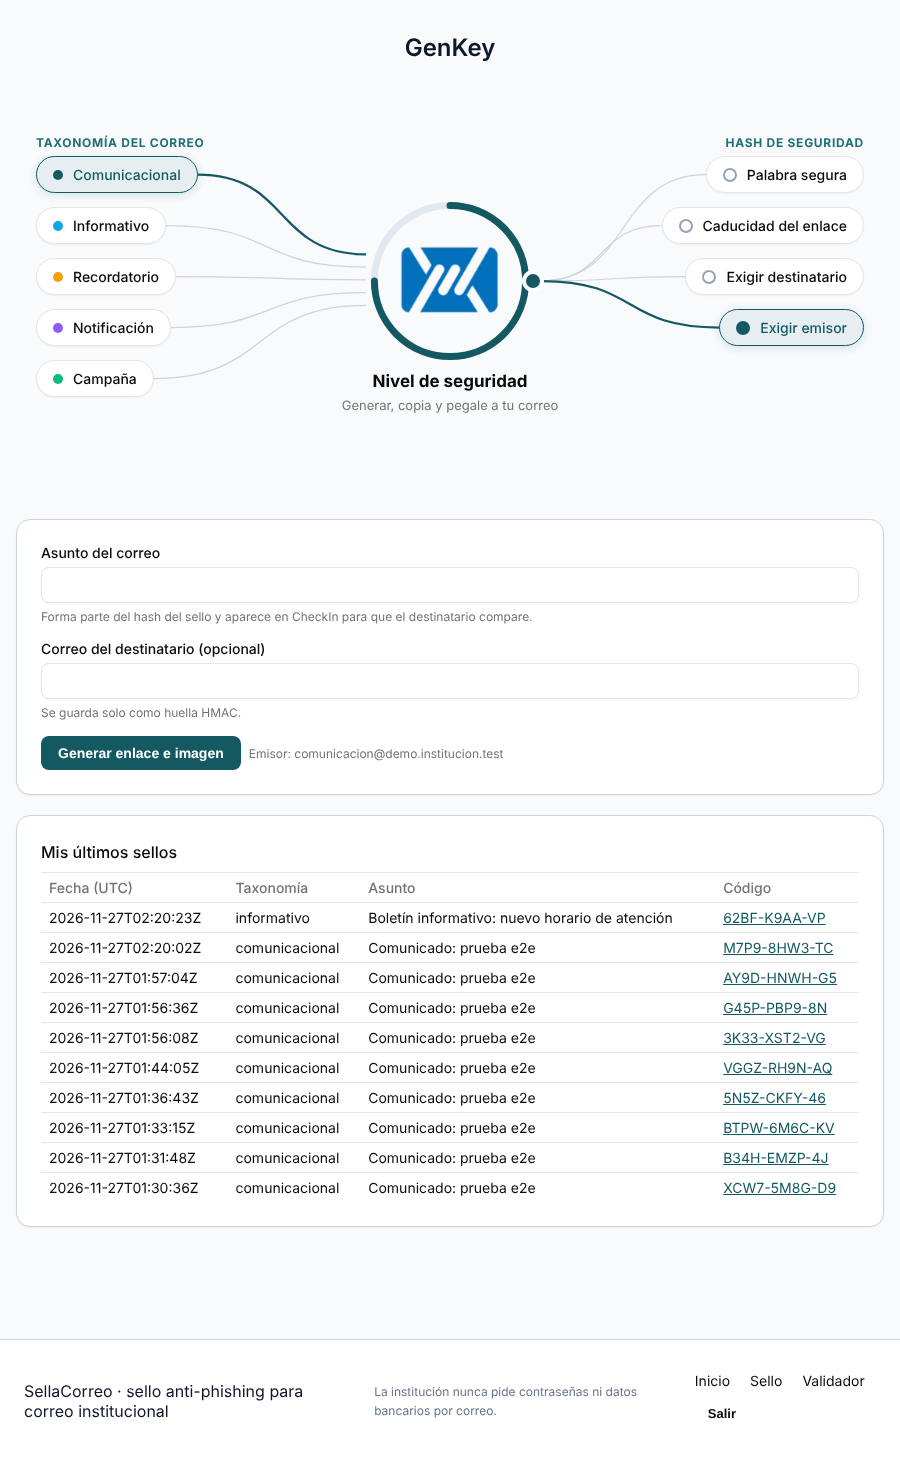 GenKey
TAXONOMÍA DEL CORREO
Comunicacional
Informativo
Recordatorio
Notificación
Campaña
HASH DE SEGURIDAD
Palabra segura
Caducidad del enlace
Exigir destinatario
Exigir emisor
Nivel de seguridad
Generar, copia y pegale a tu correo
Asunto del correo
Forma parte del hash del sello y aparece en CheckIn para que el destinatario compare.
Correo del destinatario (opcional)
Se guarda solo como huella HMAC.
Generar enlace e imagen Emisor: comunicacion@demo.institucion.test
Mis últimos sellos
Fecha (UTC) Taxonomía Asunto Código
2026-11-27T02:20:23Z informativo Boletín informativo: nuevo horario de atención 62BF-K9AA-VP
2026-11-27T02:20:02Z comunicacional Comunicado: prueba e2e M7P9-8HW3-TC
2026-11-27T01:57:04Z comunicacional Comunicado: prueba e2e AY9D-HNWH-G5
2026-11-27T01:56:36Z comunicacional Comunicado: prueba e2e G45P-PBP9-8N
2026-11-27T01:56:08Z comunicacional Comunicado: prueba e2e 3K33-XST2-VG
2026-11-27T01:44:05Z comunicacional Comunicado: prueba e2e VGGZ-RH9N-AQ
2026-11-27T01:36:43Z comunicacional Comunicado: prueba e2e 5N5Z-CKFY-46
2026-11-27T01:33:15Z comunicacional Comunicado: prueba e2e BTPW-6M6C-KV
2026-11-27T01:31:48Z comunicacional Comunicado: prueba e2e B34H-EMZP-4J
2026-11-27T01:30:36Z comunicacional Comunicado: prueba e2e XCW7-5M8G-D9
SellaCorreo · sello anti-phishing para
correo institucional
La institución nunca pide contraseñas ni datos
bancarios por correo.
Inicio Sello Validador
Salir